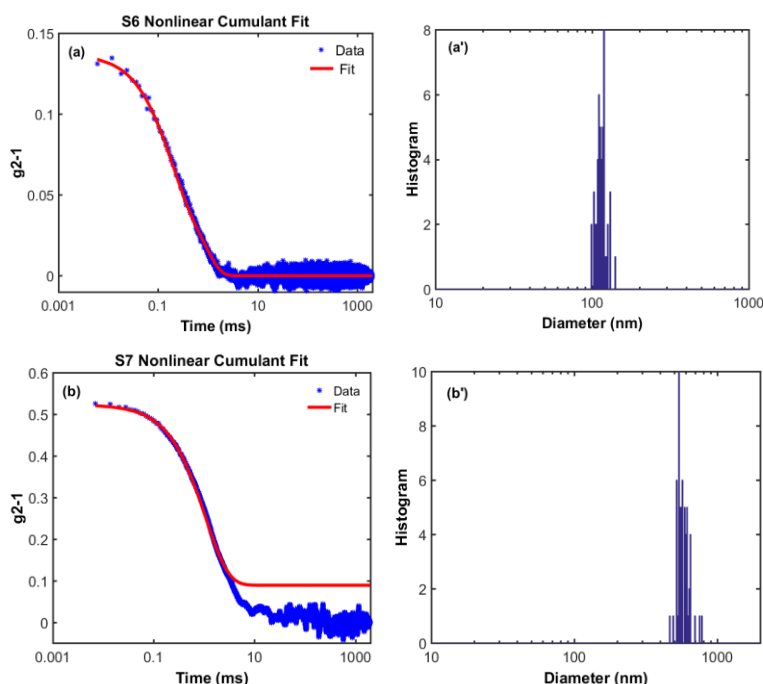 S6 Nonlinear Cumulant Fit
(a)
Data
Fit
0.15
0.1
0.05
0
g2-1
0.001
0.1
10
1000
Time (ms)
(a')
8
6
4
2
0
Histogram
10
100
1000
Diameter (nm)
S7 Nonlinear Cumulant Fit
(b)
Data
Fit
0.6
0.5
0.4
0.3
0.2
0.1
0
g2-1
0.001
0.1
10
1000
Time (ms)
(b')
10
8
6
4
2
0
Histogram
10
100
1000
Diameter (nm)